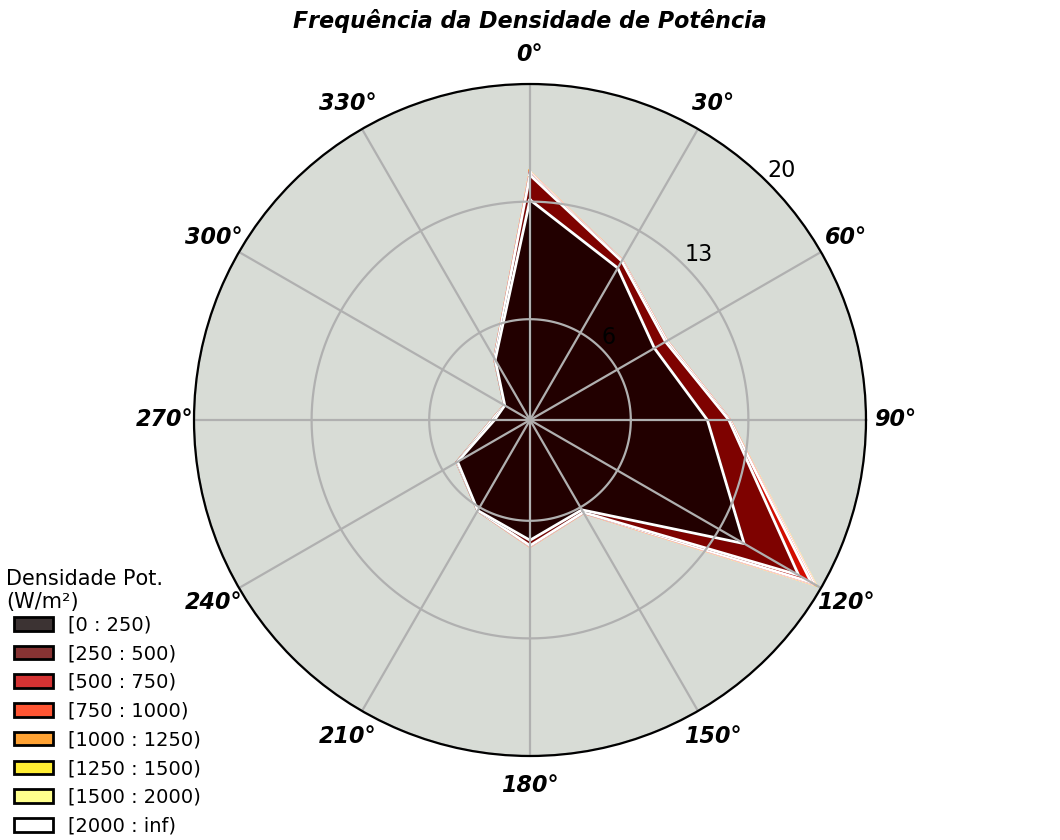 Frequência da Densidade de Potência
0°
330°
30°
20
300°
60°
13
6
270°
90°
240°
120°
210°
150°
180°
Densidade Pot.
(W/m²)
[0 : 250)
[250 : 500)
[500 : 750)
[750 : 1000)
[1000 : 1250)
[1250 : 1500)
[1500 : 2000)
[2000 : inf)